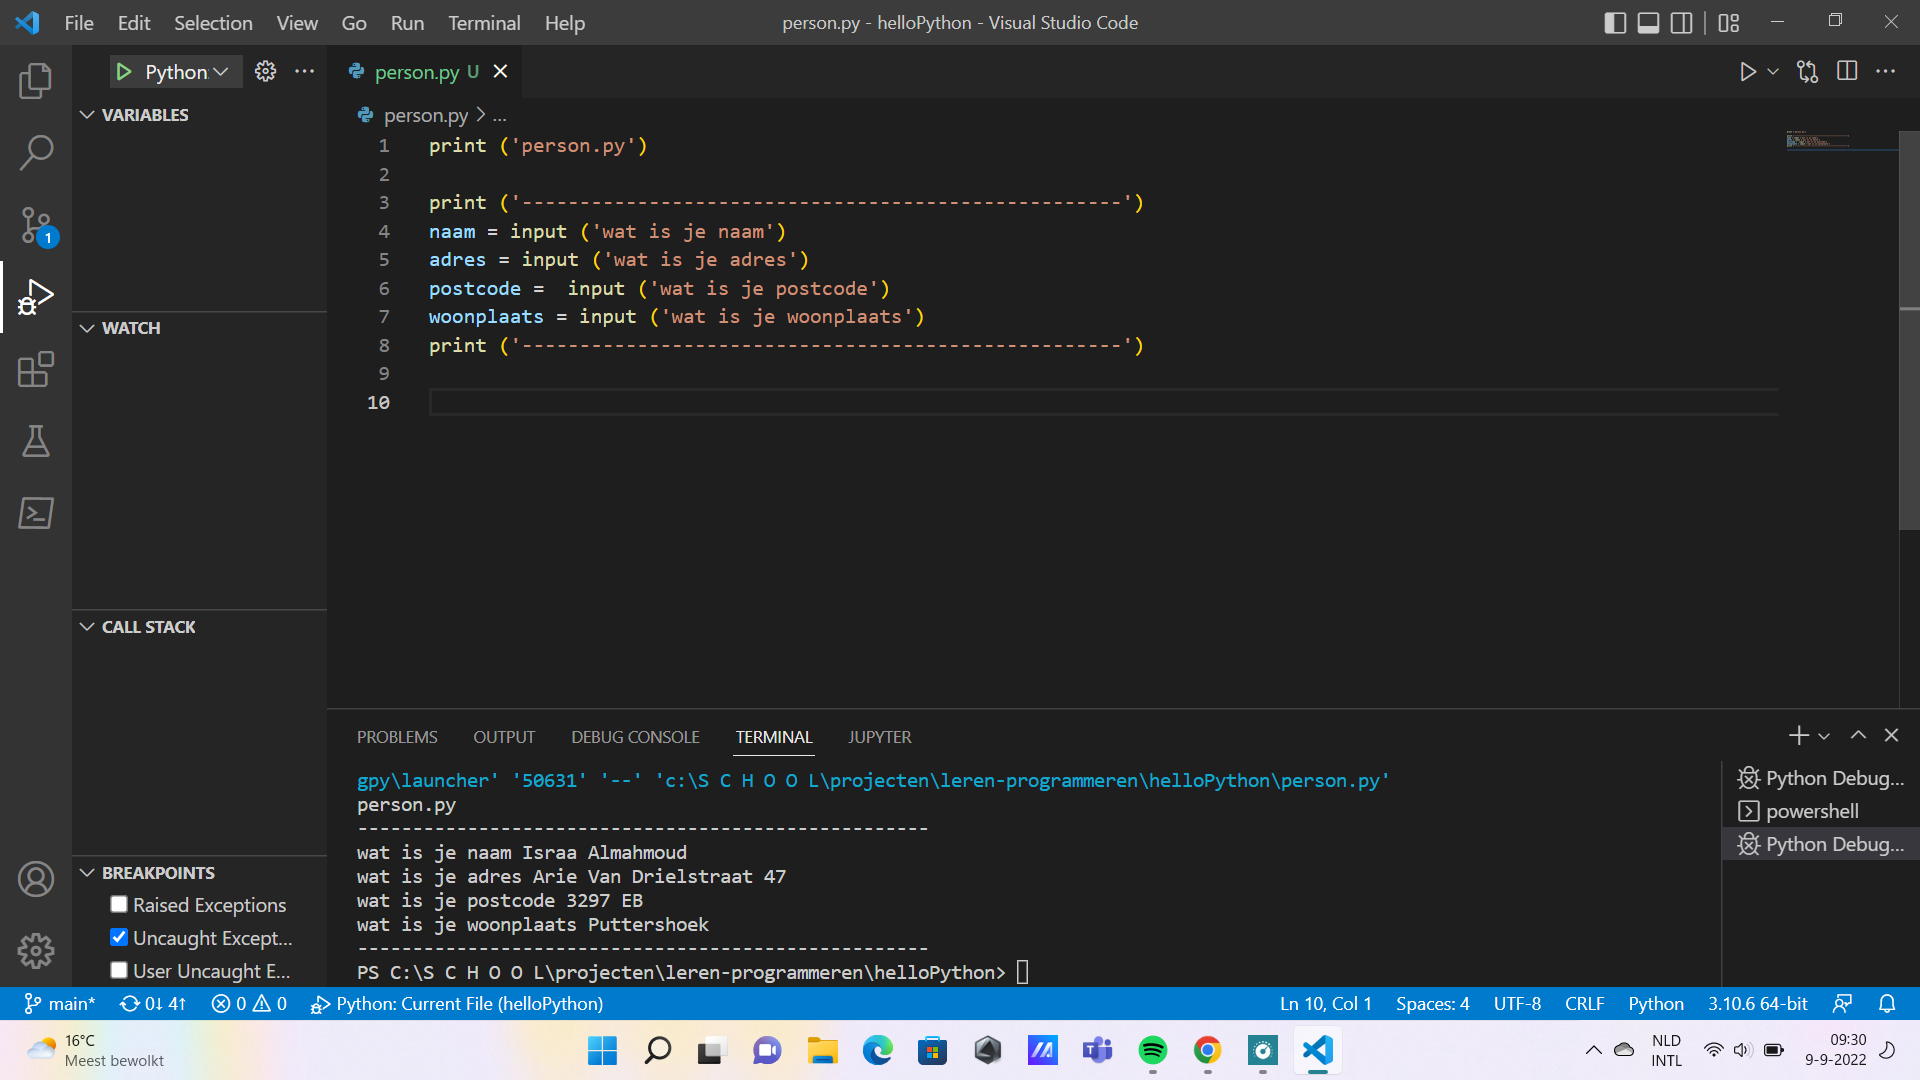 File Edit Selection View Go Run Terminal Help
person.py - helloPython - Visual Studio Code
Python
person.py U
VARIABLES
person.py > ...
1 print ('person.py')
2
3 print ('----------------------------------------------------')
4 naam = input ('wat is je naam')
5 adres = input ('wat is je adres')
6 postcode =  input ('wat is je postcode')
7 woonplaats = input ('wat is je woonplaats')
8 print ('----------------------------------------------------')
9
10
1
WATCH
CALL STACK
BREAKPOINTS
Raised Exceptions
Uncaught Except...
User Uncaught E...
PROBLEMS OUTPUT DEBUG CONSOLE TERMINAL JUPYTER
gpy\launcher' '50631' '--' 'c:\S C H O O L\projecten\leren-programmeren\helloPython\person.py'
person.py
----------------------------------------------------
wat is je naam Israa Almahmoud
wat is je adres Arie Van Drielstraat 47
wat is je postcode 3297 EB
wat is je woonplaats Puttershoek
----------------------------------------------------
PS C:\S C H O O L\projecten\leren-programmeren\helloPython>
Python Debug...
powershell
Python Debug...
main* 0↓ 4↑ 0 0 Python: Current File (helloPython)
Ln 10, Col 1 Spaces: 4 UTF-8 CRLF Python 3.10.6 64-bit
16°C
Meest bewolkt
NLD
INTL
09:30
9-9-2022